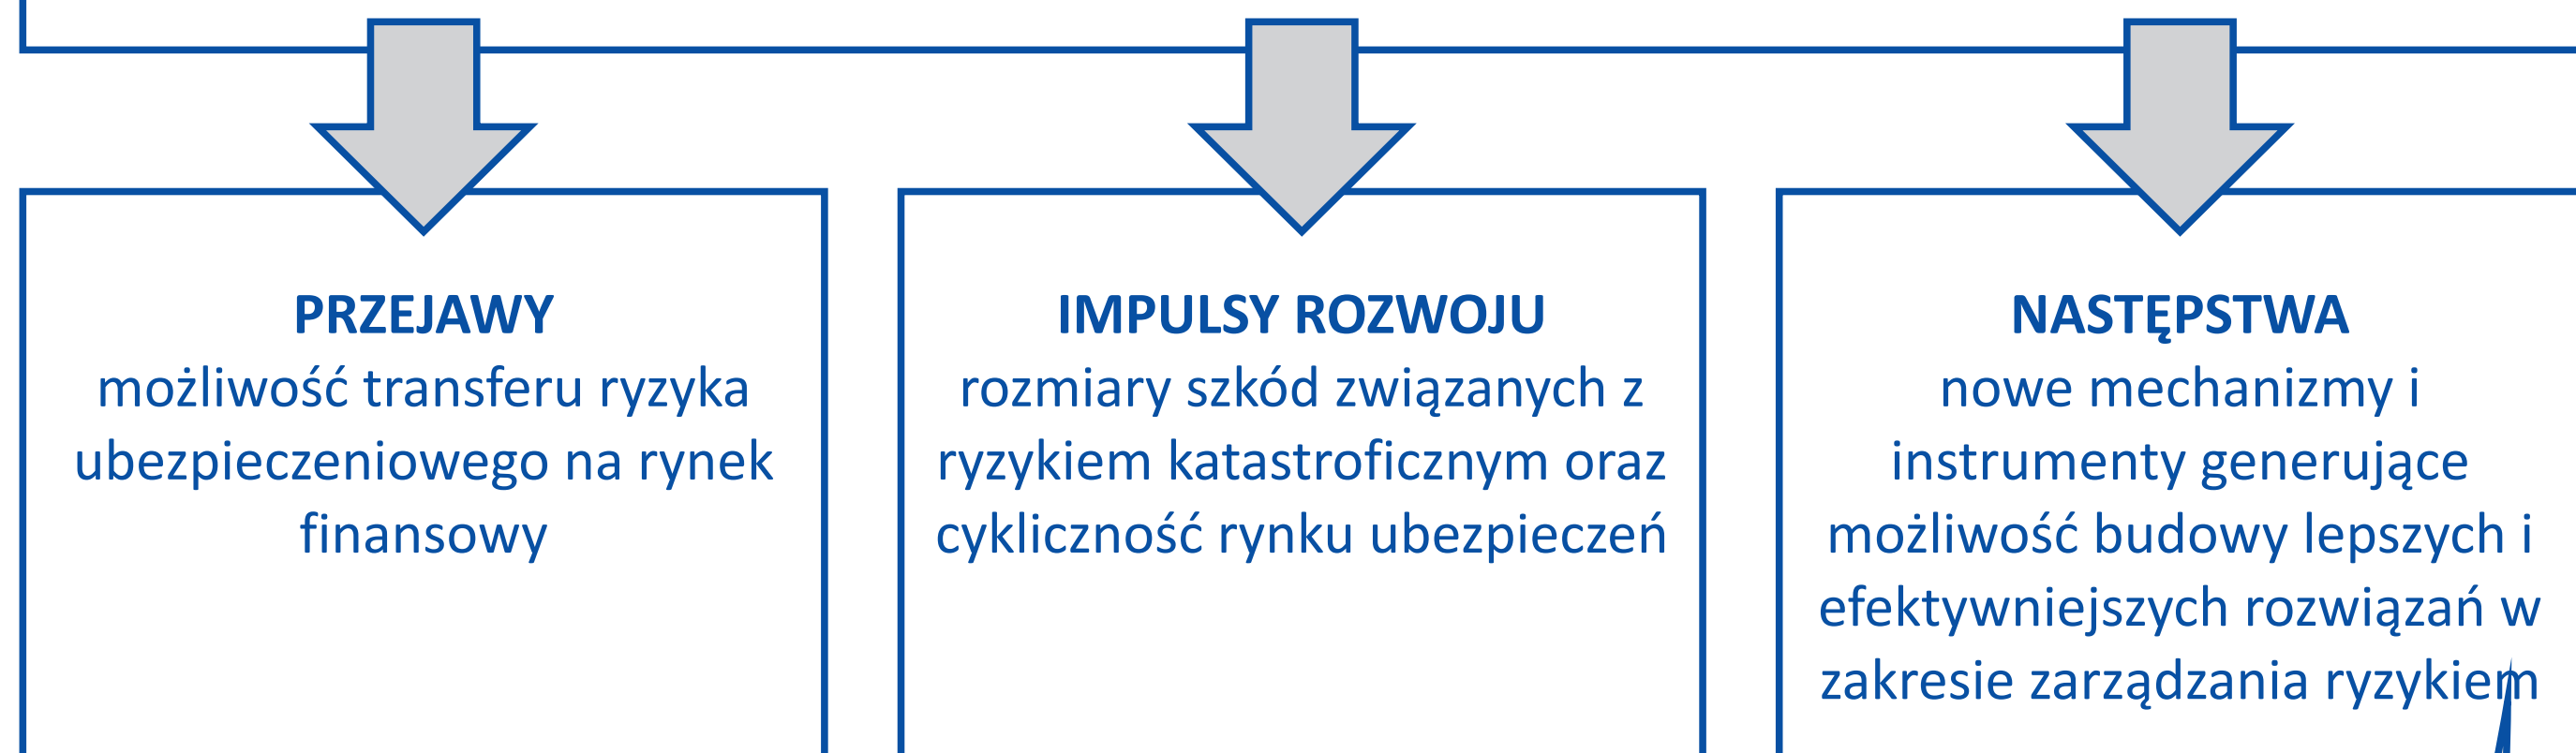 PRZEJAWY
możliwość transferu ryzyka
ubezpieczeniowego na rynek
finansowy
IMPULSY ROZWOJU
rozmiary szkód związanych z
ryzykiem katastroficznym oraz
cykliczność rynku ubezpieczeń
NASTĘPSTWA
nowe mechanizmy i
instrumenty generujące
możliwość budowy lepszych i
efektywniejszych rozwiązań w
zakresie zarządzania ryzykiem